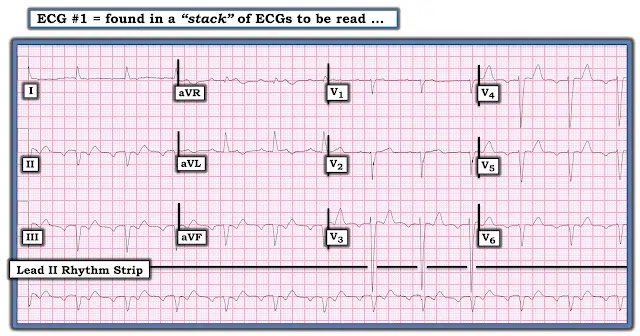 ECG #1 = found in a “stack” of ECGs to be read ...
I
aVR
V1
V4
II
aVL
V2
V5
III
aVF
V3
V6
Lead II Rhythm Strip